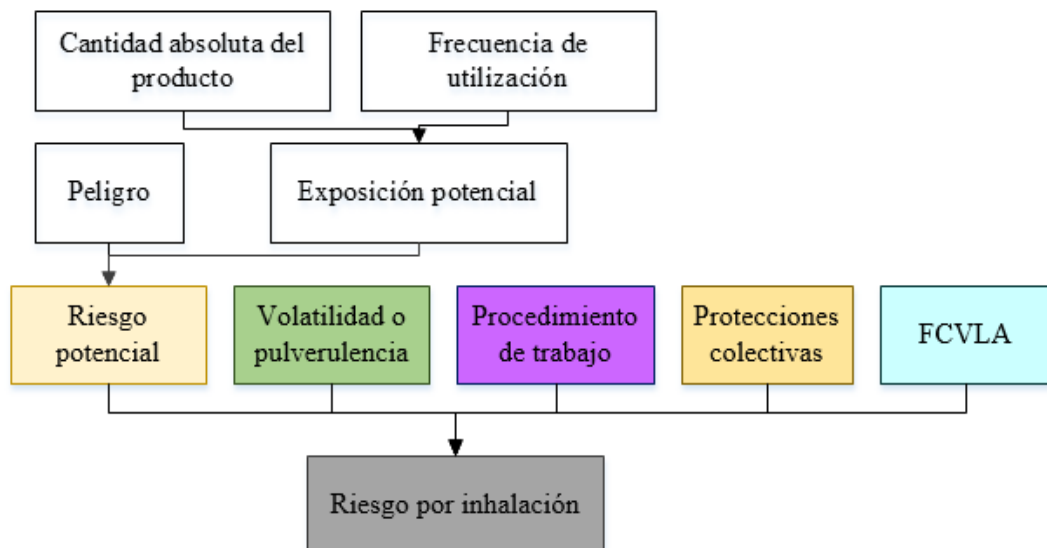 Cantidad absoluta del
producto
Frecuencia de
utilización
Peligro
Exposición potencial
Riesgo
potencial
Volatilidad o
pulverulencia
Procedimiento
de trabajo
Protecciones
colectivas
FCVLA
Riesgo por inhalación